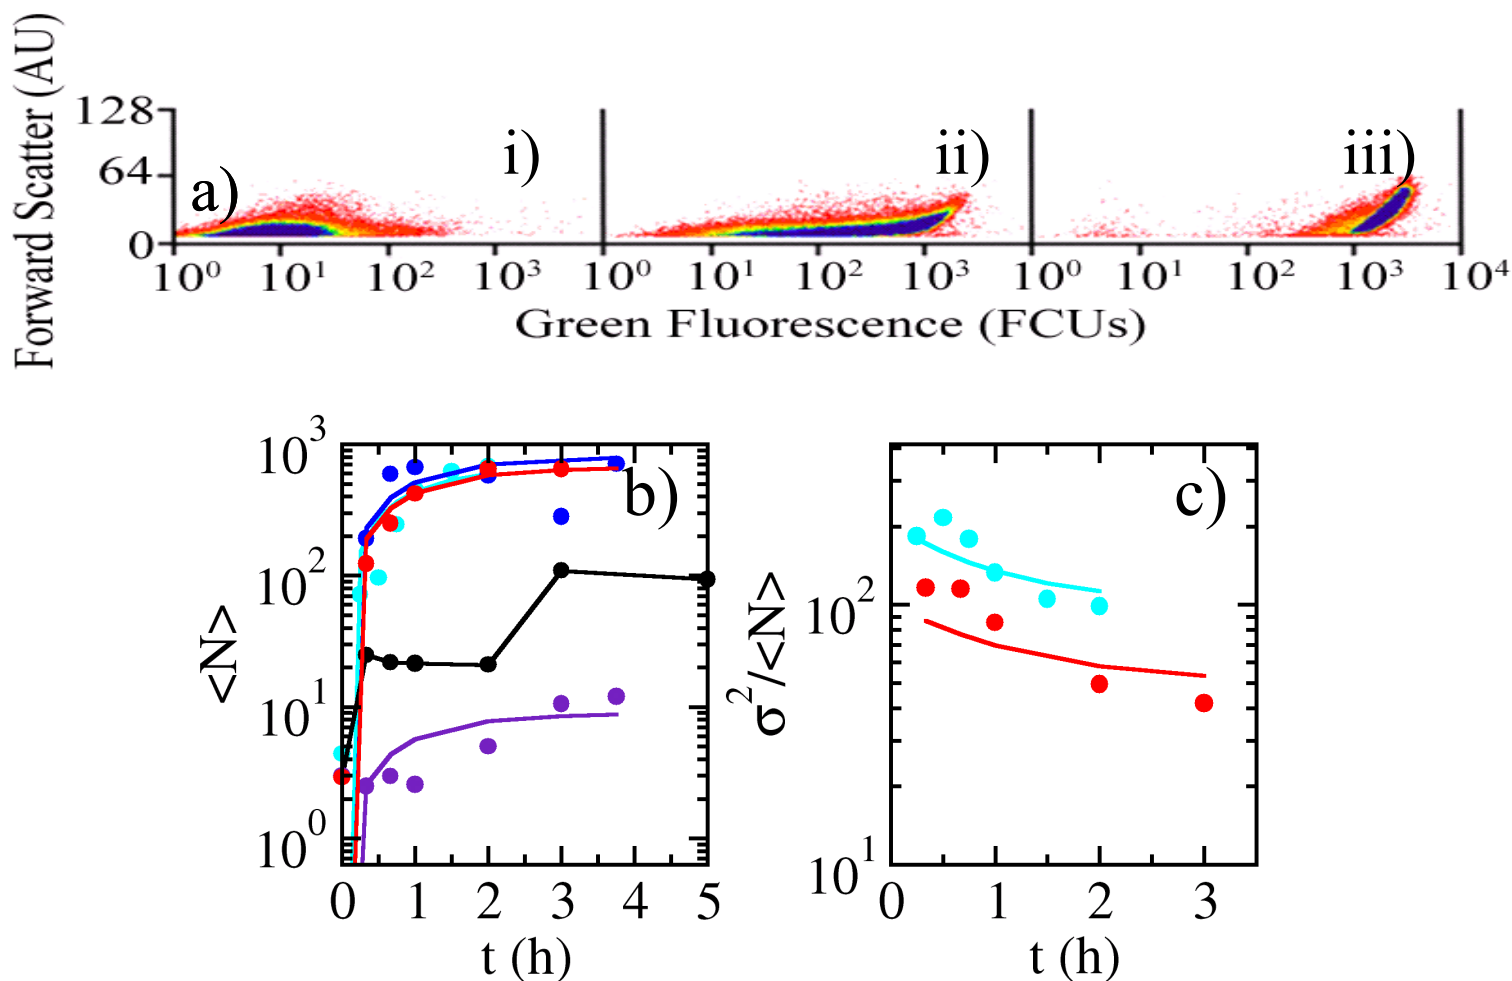 Forward Scatter (AU)
128
64
0
a)
i)
ii)
iii)
10⁰ 10¹ 10² 10³ 10⁰ 10¹ 10² 10³ 10⁰ 10¹ 10² 10³ 10⁴
Green Fluorescence (FCUs)
<N>
10³
10²
10¹
10⁰
b)
0 1 2 3 4 5
t (h)
σ²/<N>
10²
10¹
c)
0 1 2 3
t (h)